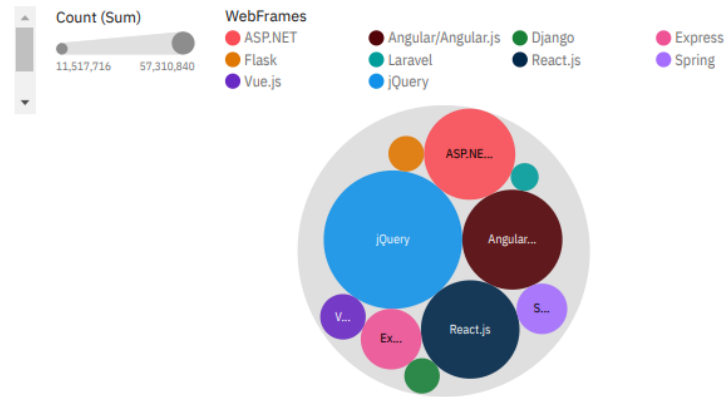 Count (Sum)
11,517,716 57,310,840
WebFrames
ASP.NET Angular/Angular.js Django Express
Flask Laravel React.js Spring
Vue.js jQuery
ASP.NE...
jQuery Angular...
S...
V...
React.js
Ex...